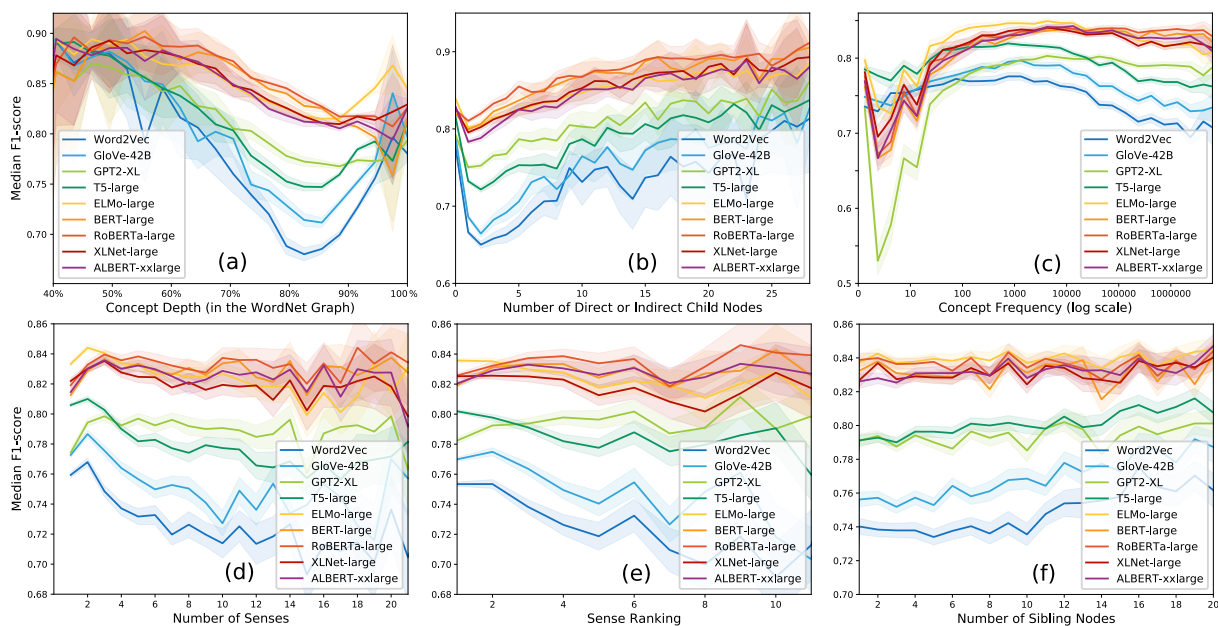 0.90
0.85
0.80
0.75
0.70
Median F1-score
Word2Vec
GloVe-42B
GPT2-XL
T5-large
ELMo-large
BERT-large
RoBERTa-large
XLNet-large
ALBERT-xxlarge
(a)
40% 50% 60% 70% 80% 90% 100%
Concept Depth (in the WordNet Graph)
0.9
0.8
0.7
0.6
Word2Vec
GloVe-42B
GPT2-XL
T5-large
ELMo-large
BERT-large
RoBERTa-large
XLNet-large
ALBERT-xxlarge
(b)
0 5 10 15 20 25
Number of Direct or Indirect Child Nodes
0.8
0.7
0.6
0.5
Word2Vec
GloVe-42B
GPT2-XL
T5-large
ELMo-large
BERT-large
RoBERTa-large
XLNet-large
ALBERT-xxlarge
(c)
0 10 100 1000 10000 100000 1000000
Concept Frequency (log scale)
0.86
0.84
0.82
0.80
0.78
0.76
0.74
0.72
0.70
0.68
Median F1-score
Word2Vec
GloVe-42B
GPT2-XL
T5-large
ELMo-large
BERT-large
RoBERTa-large
XLNet-large
ALBERT-xxlarge
(d)
2 4 6 8 10 12 14 16 18 20
Number of Senses
0.86
0.84
0.82
0.80
0.78
0.76
0.74
0.72
0.70
0.68
Word2Vec
GloVe-42B
GPT2-XL
T5-large
ELMo-large
BERT-large
RoBERTa-large
XLNet-large
ALBERT-xxlarge
(e)
2 4 6 8 10
Sense Ranking
0.86
0.84
0.82
0.80
0.78
0.76
0.74
0.72
0.70
Word2Vec
GloVe-42B
GPT2-XL
T5-large
ELMo-large
BERT-large
RoBERTa-large
XLNet-large
ALBERT-xxlarge
(f)
2 4 6 8 10 12 14 16 18 20
Number of Sibling Nodes